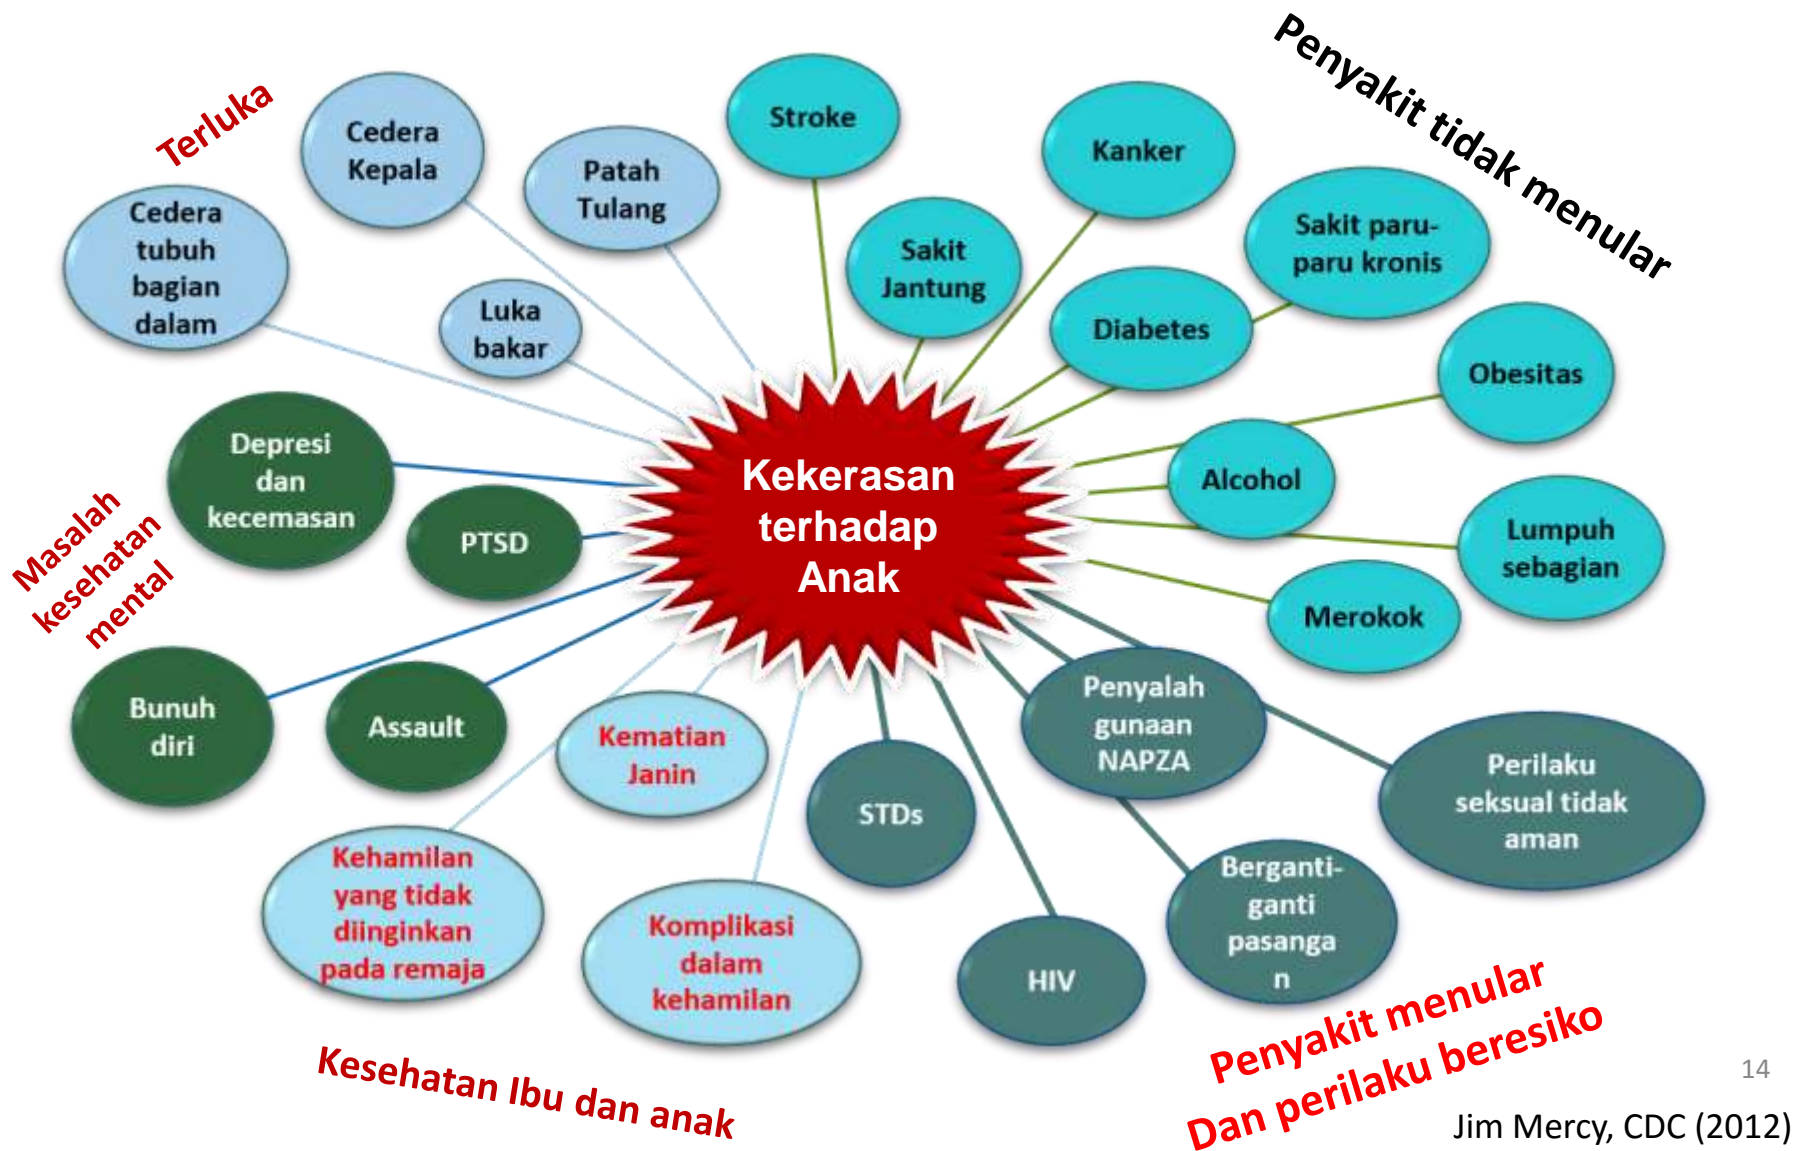 Terluka
Cedera
Kepala
Patah
Tulang
Cedera
tubuh
bagian
dalam
Luka
bakar
Stroke
Kanker
Penyakit tidak menular
Sakit
Jantung
Sakit paru-
paru kronis
Diabetes
Obesitas
Alcohol
Lumpuh
sebagian
Merokok
Kekerasan
terhadap
Anak
Depresi
dan
kecemasan
PTSD
Masalah
kesehatan
mental
Bunuh
diri
Assault
Kematian
Janin
Kehamilan
yang tidak
diinginkan
pada remaja
Komplikasi
dalam
kehamilan
Kesehatan Ibu dan anak
STDs
HIV
Penyalah
gunaan
NAPZA
Perilaku
seksual tidak
aman
Berganti-
ganti
pasanga
n
Penyakit menular
Dan perilaku beresiko
14
Jim Mercy, CDC (2012)